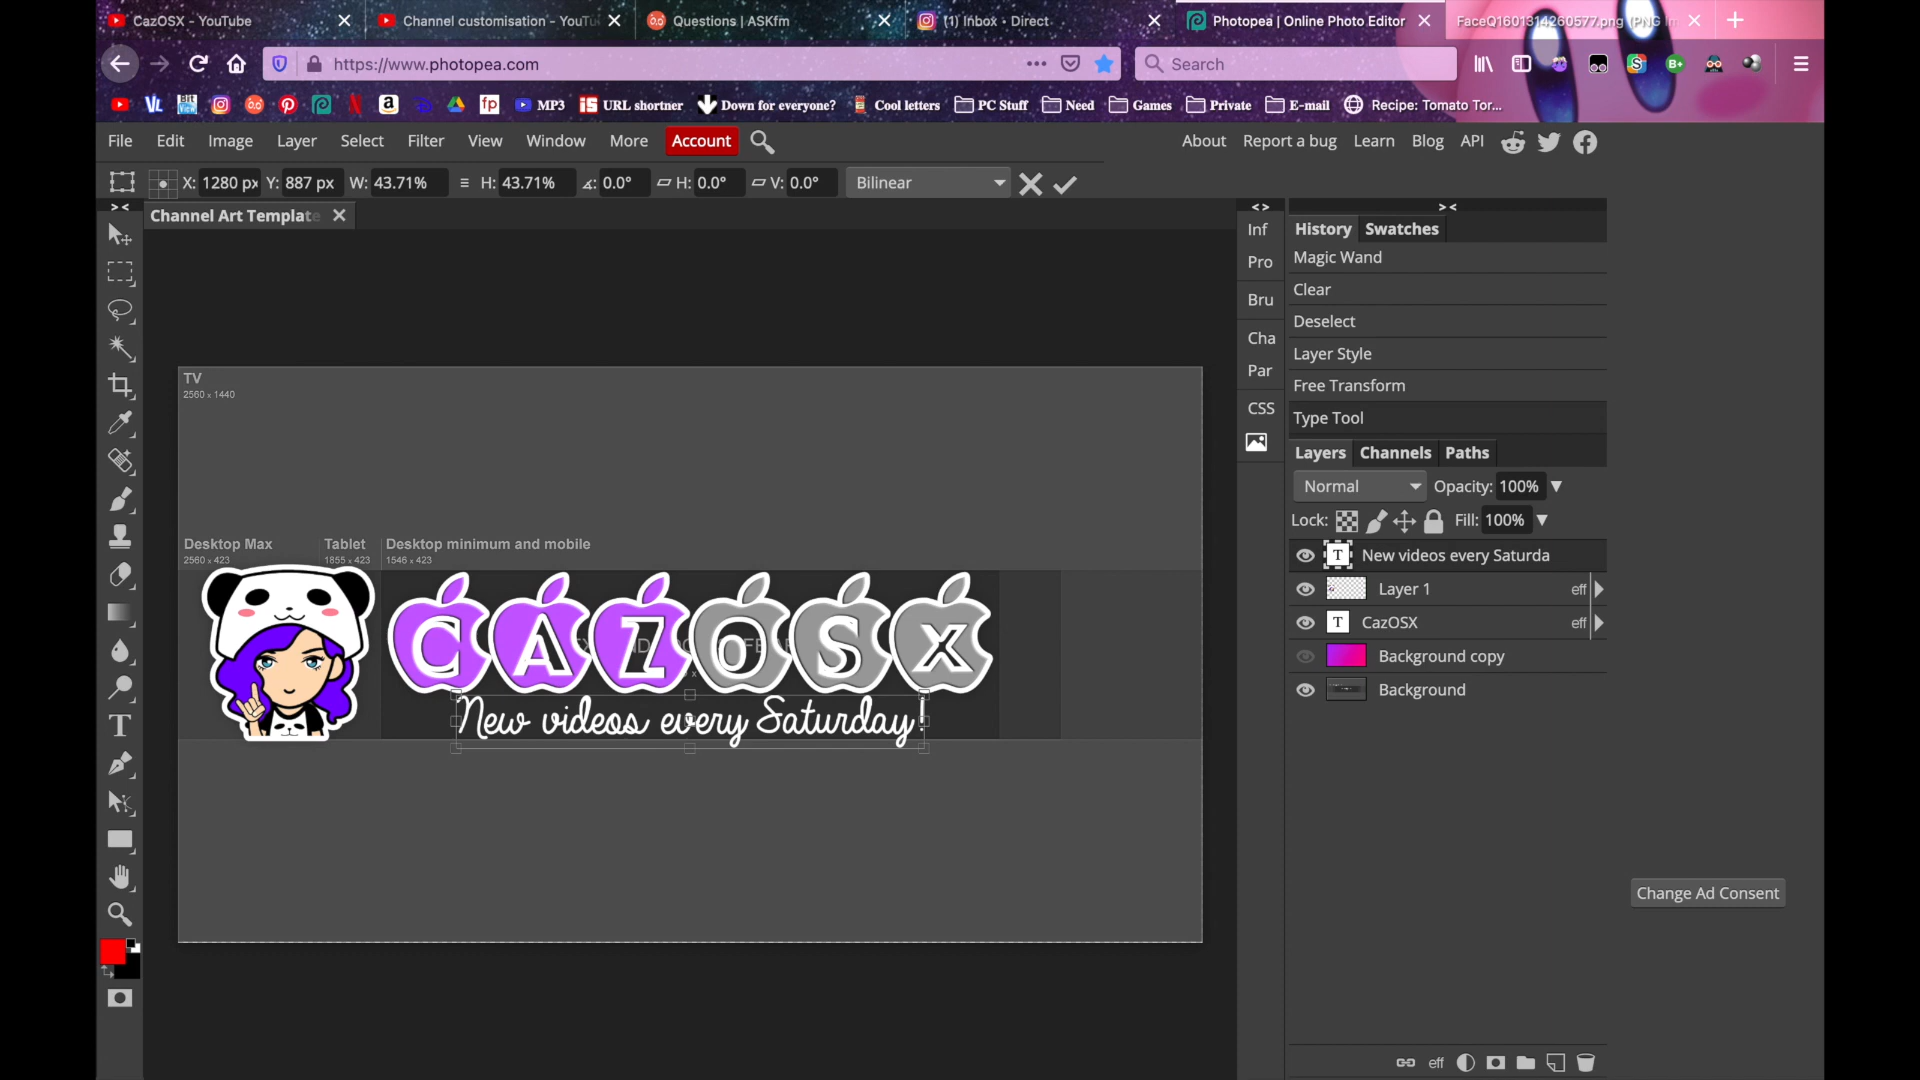 CazOSX - YouTube
Channel customisation - YouTu
Questions | ASKfm
(1) Inbox • Direct
Photopea | Online Photo Editor
FaceQ1601314260577.png (PNG Im
https://www.photopea.com
Search
MP3
URL shortner
Down for everyone?
Cool letters
PC Stuff
Need
Games
Private
E-mail
Recipe: Tomato Tor...
File Edit Image Layer Select Filter View Window More Account
About Report a bug Learn Blog API
X: 1280 px Y: 887 px W: 43.71% H: 43.71% 0.0° H: 0.0° V: 0.0° Bilinear
Channel Art Template
TV
2560 x 1440
Desktop Max
2560 x 423
Tablet
1855 x 423
Desktop minimum and mobile
1546 x 423
CAZOSX
New videos every Saturday!
Inf
Pro
Bru
Cha
Par
CSS
History Swatches
Magic Wand
Clear
Deselect
Layer Style
Free Transform
Type Tool
Layers Channels Paths
Normal Opacity: 100%
Lock: Fill: 100%
New videos every Saturda
Layer 1 eff
CazOSX eff
Background copy
Background
Change Ad Consent
eff